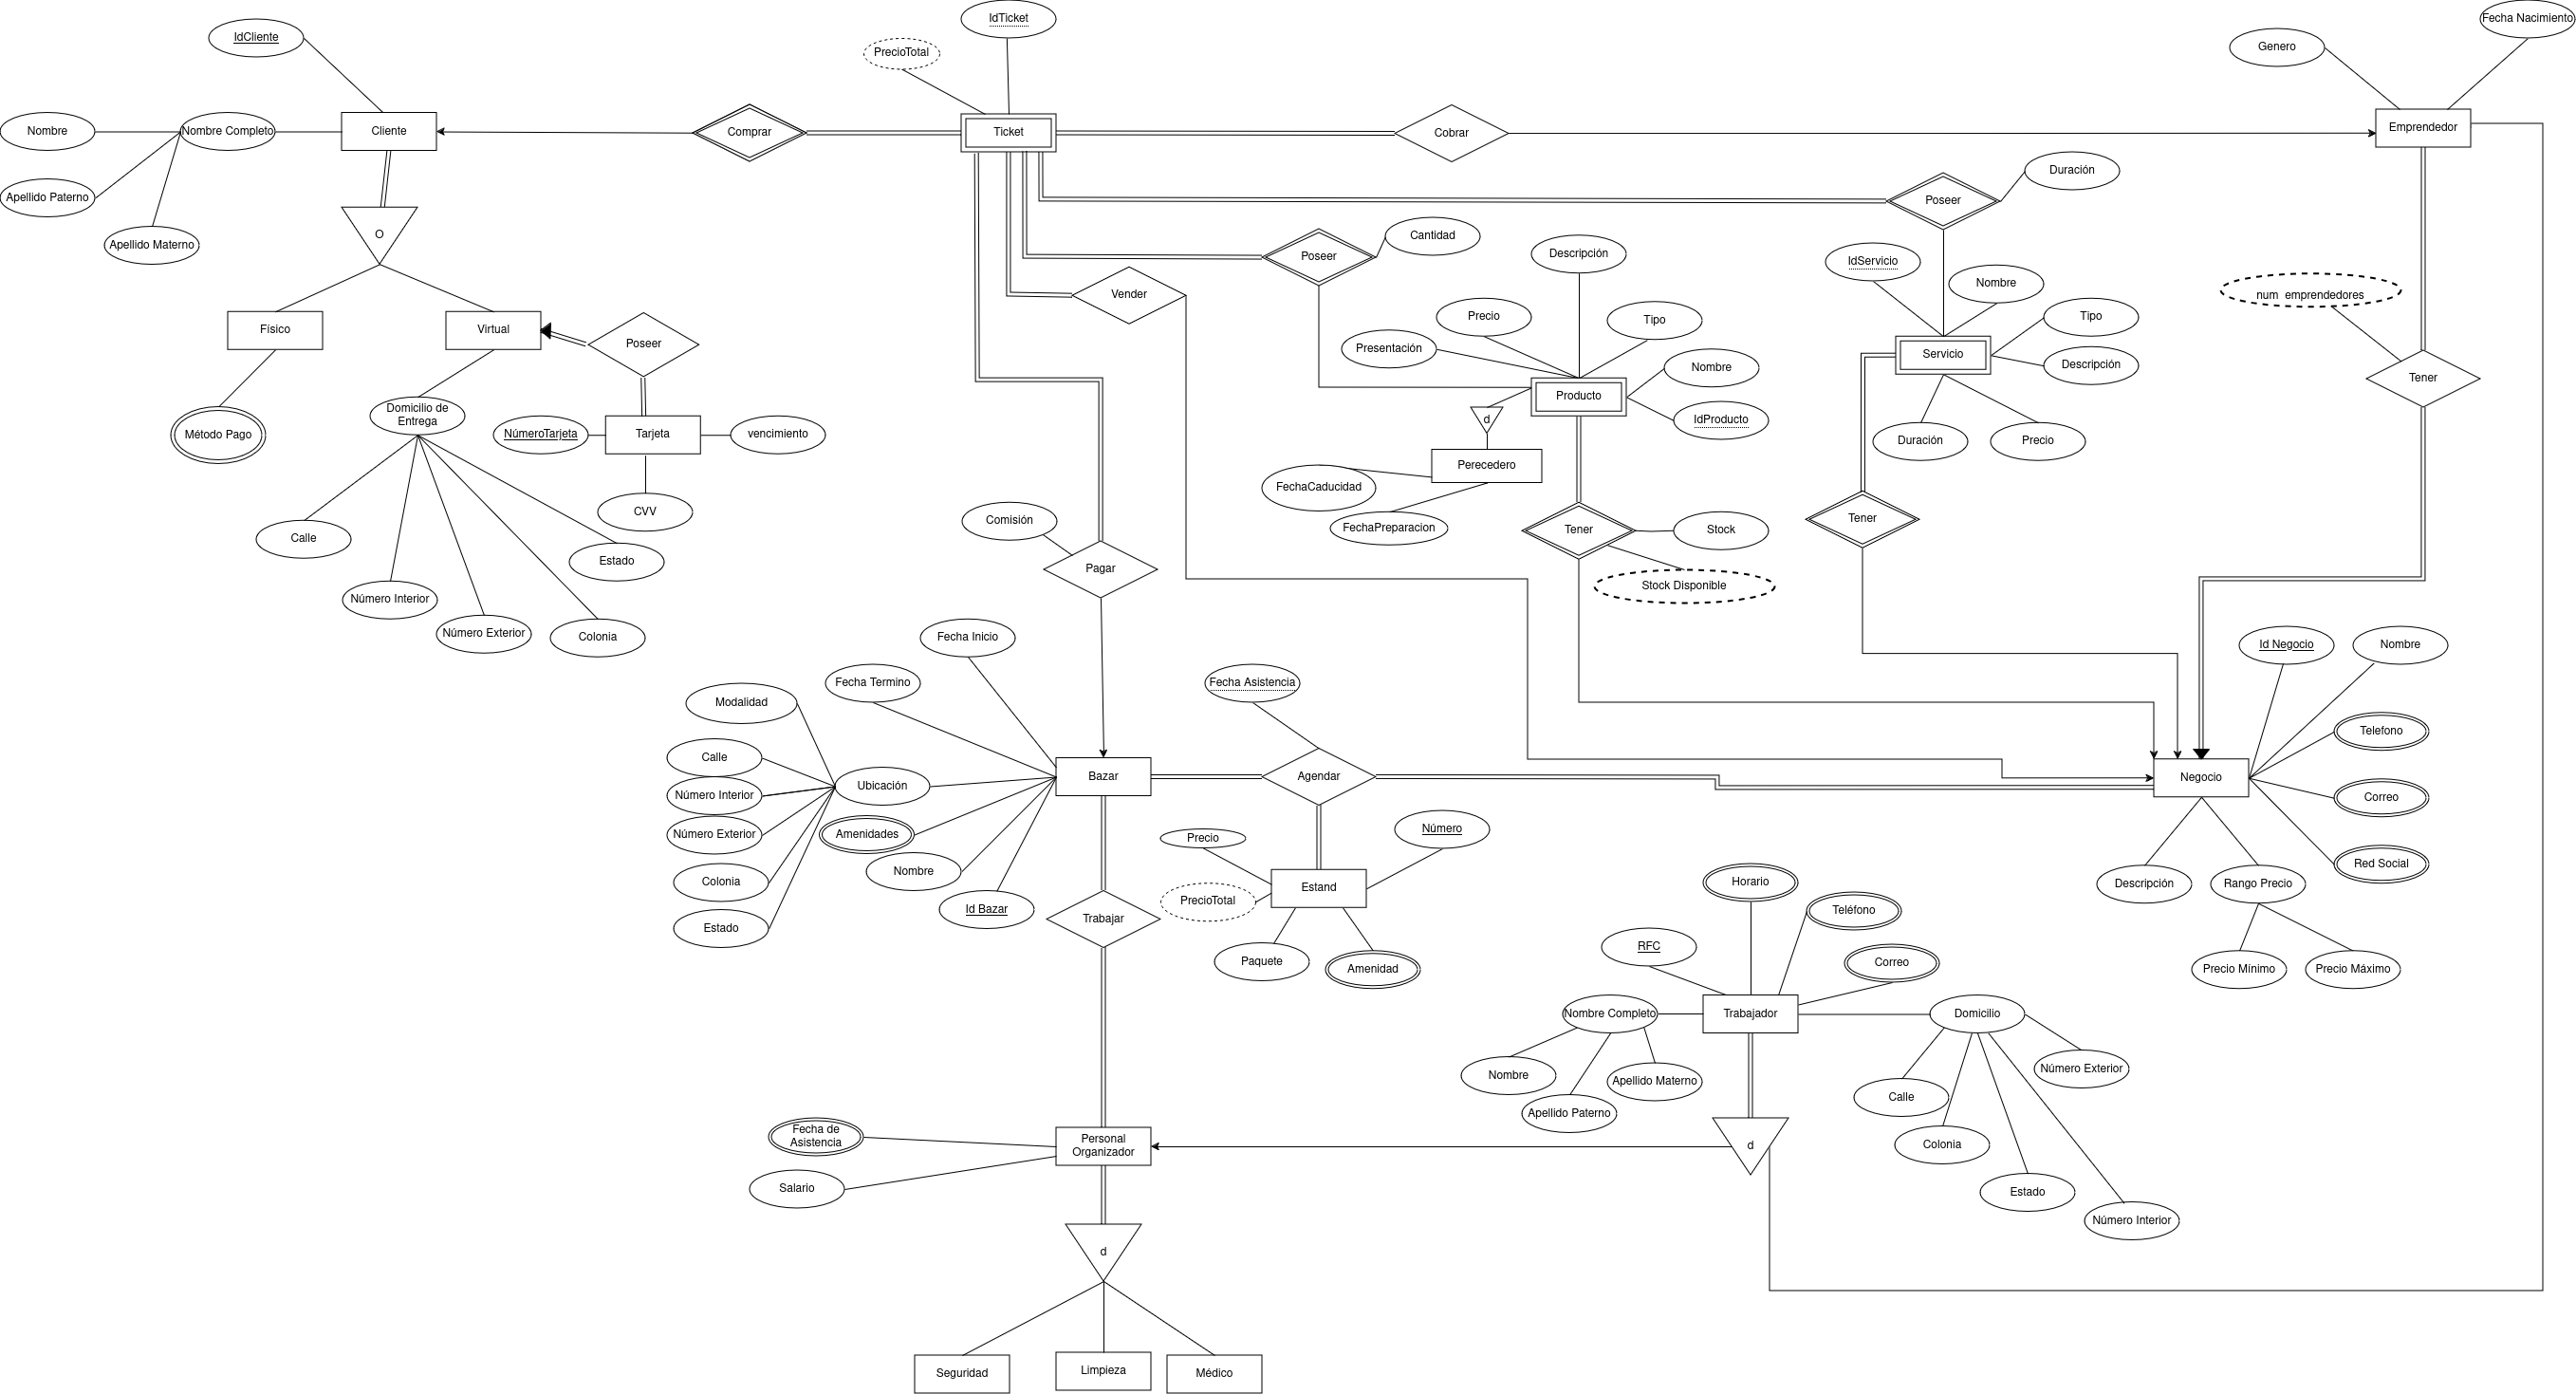 IdTicket
Fecha Nacimiento
IdCliente
PrecioTotal
Genero
Nombre
Nombre Completo
Cliente
Comprar
Ticket
Cobrar
Emprendedor
Duración
Apellido Paterno
Poseer
Apellido Materno
O
Cantidad
Poseer
Descripción
IdServicio
Nombre
Vender
num emprendedores
Físico
Virtual
Poseer
Precio
Tipo
Tipo
Presentación
Servicio
Descripción
Nombre
Tener
Producto
Domicilio de
Entrega
d
IdProducto
Método Pago
NúmeroTarjeta
Tarjeta
vencimiento
Duración
Precio
Perecedero
FechaCaducidad
CVV
Comisión
FechaPreparacion
Tener
Stock
Tener
Calle
Estado
Pagar
Stock Disponible
Número Interior
Número Exterior
Colonia
Fecha Inicio
Id Negocio
Nombre
Fecha Termino
Fecha Asistencia
Modalidad
Telefono
Calle
Ubicación
Bazar
Agendar
Negocio
Número Interior
Correo
Número Exterior
Amenidades
Precio
Número
Nombre
Red Social
Colonia
Estand
Horario
Descripción
Rango Precio
PrecioTotal
Id Bazar
Teléfono
Estado
Trabajar
RFC
Paquete
Amenidad
Correo
Precio Mínimo
Precio Máximo
Nombre Completo
Trabajador
Domicilio
Nombre
Apellido Materno
Número Exterior
Apellido Paterno
Calle
Fecha de
Asistencia
Personal
Organizador
d
Colonia
Salario
Estado
Número Interior
d
Seguridad
Limpieza
Médico